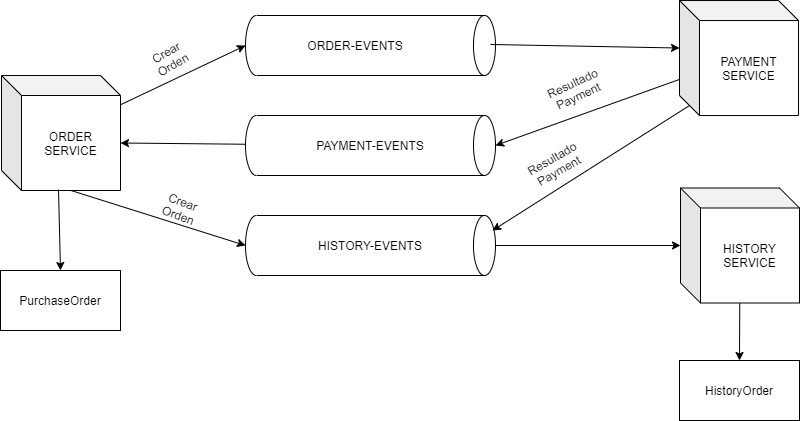 Crear
Orden
ORDER-EVENTS
PAYMENT
SERVICE
Resultado
Payment
ORDER
SERVICE
PAYMENT-EVENTS
Resultado
Payment
Crear
Orden
HISTORY-EVENTS
HISTORY
SERVICE
PurchaseOrder
HistoryOrder